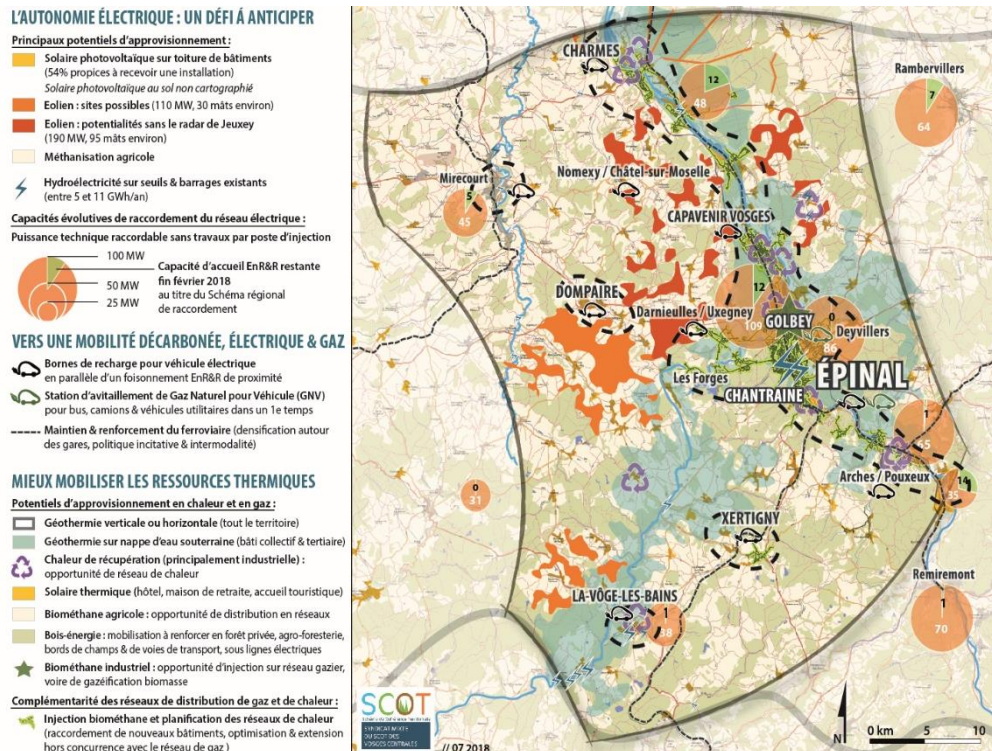 L'AUTONOMIE ÉLECTRIQUE : UN DÉFI Á ANTICIPER
Principaux potentiels d'approvisionnement :
Solaire photovoltaïque sur toiture de bâtiments
(54% propices à recevoir une installation)
Solaire photovoltaïque au sol non cartographié
Eolien : sites possibles (110 MW, 30 mâts environ)
Eolien : potentialités sans le radar de Jeuxey
(190 MW, 95 mâts environ)
Méthanisation agricole
Hydroélectricité sur seuils & barrages existants
(entre 5 et 11 GWh/an)
Capacités évolutives de raccordement du réseau électrique :
Puissance technique raccordable sans travaux par poste d'injection
100 MW
50 MW
25 MW
Capacité d'accueil EnR&R restante
fin février 2018
au titre du Schéma régional
de raccordement
VERS UNE MOBILITÉ DÉCARBONÉE, ÉLECTRIQUE & GAZ
Bornes de recharge pour véhicule électrique
en parallèle d'un foisonnement EnR&R de proximité
Station d'avitaillement de Gaz Naturel pour Véhicule (GNV)
pour bus, camions & véhicules utilitaires dans un 1e temps
Maintien & renforcement du ferroviaire (densification autour
des gares, politique incitative & intermodalité)
MIEUX MOBILISER LES RESSOURCES THERMIQUES
Potentiels d'approvisionnement en chaleur et en gaz :
Géothermie verticale ou horizontale (tout le territoire)
Géothermie sur nappe d'eau souterraine (bâti collectif & tertiaire)
Chaleur de récupération (principalement industrielle) :
opportunité de réseau de chaleur
Solaire thermique (hôtel, maison de retraite, accueil touristique)
Biométhane agricole : opportunité de distribution en réseaux
Bois-énergie : mobilisation à renforcer en forêt privée, agro-foresterie,
bords de champs & de voies de transport, sous lignes électriques
Biométhane industriel : opportunité d'injection sur réseau gazier,
voire de gazéification biomasse
Complémentarité des réseaux de distribution de gaz et de chaleur :
Injection biométhane et planification des réseaux de chaleur
(raccordement de nouveaux bâtiments, optimisation & extension
hors concurrence avec le réseau de gaz )
CHARMES
12
48
Rambervillers
7
64
Mirecourt
5
45
Nomexy / Châtel-sur-Moselle
CAPAVENIR VOSGES
DOMPAIRE
12
109
Darnieulles / Uxegney
GOLBEY
0
Deyvillers
86
Les Forges
ÉPINAL
CHANTRAINE
1
0
31
Arches / Pouxeux
14
35
XERTIGNY
Remiremont
1
70
LA-VÔGE-LES-BAINS
1
38
SCOT
Schéma de Cohérence Territoriale
SYNDICAT MIXTE
DU SCOT DES
VOSGES CENTRALES
// 07 2018
N
0 km 5 10